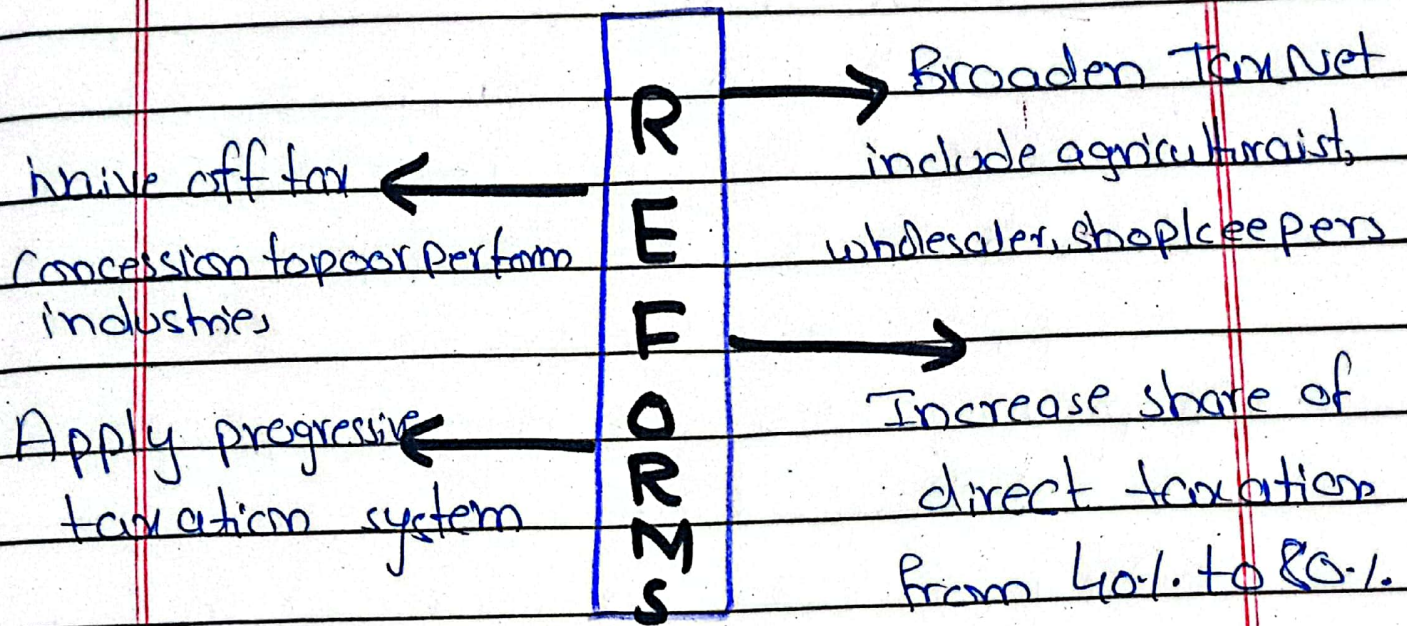 REFORMS
Broaden Tax Net
include agriculturaist,
wholesaler, shopkeepers
Increase share of
direct taxation
from 40% to 80%.
off tax
Concession to poor perform
industries
Apply progressive
taxation system